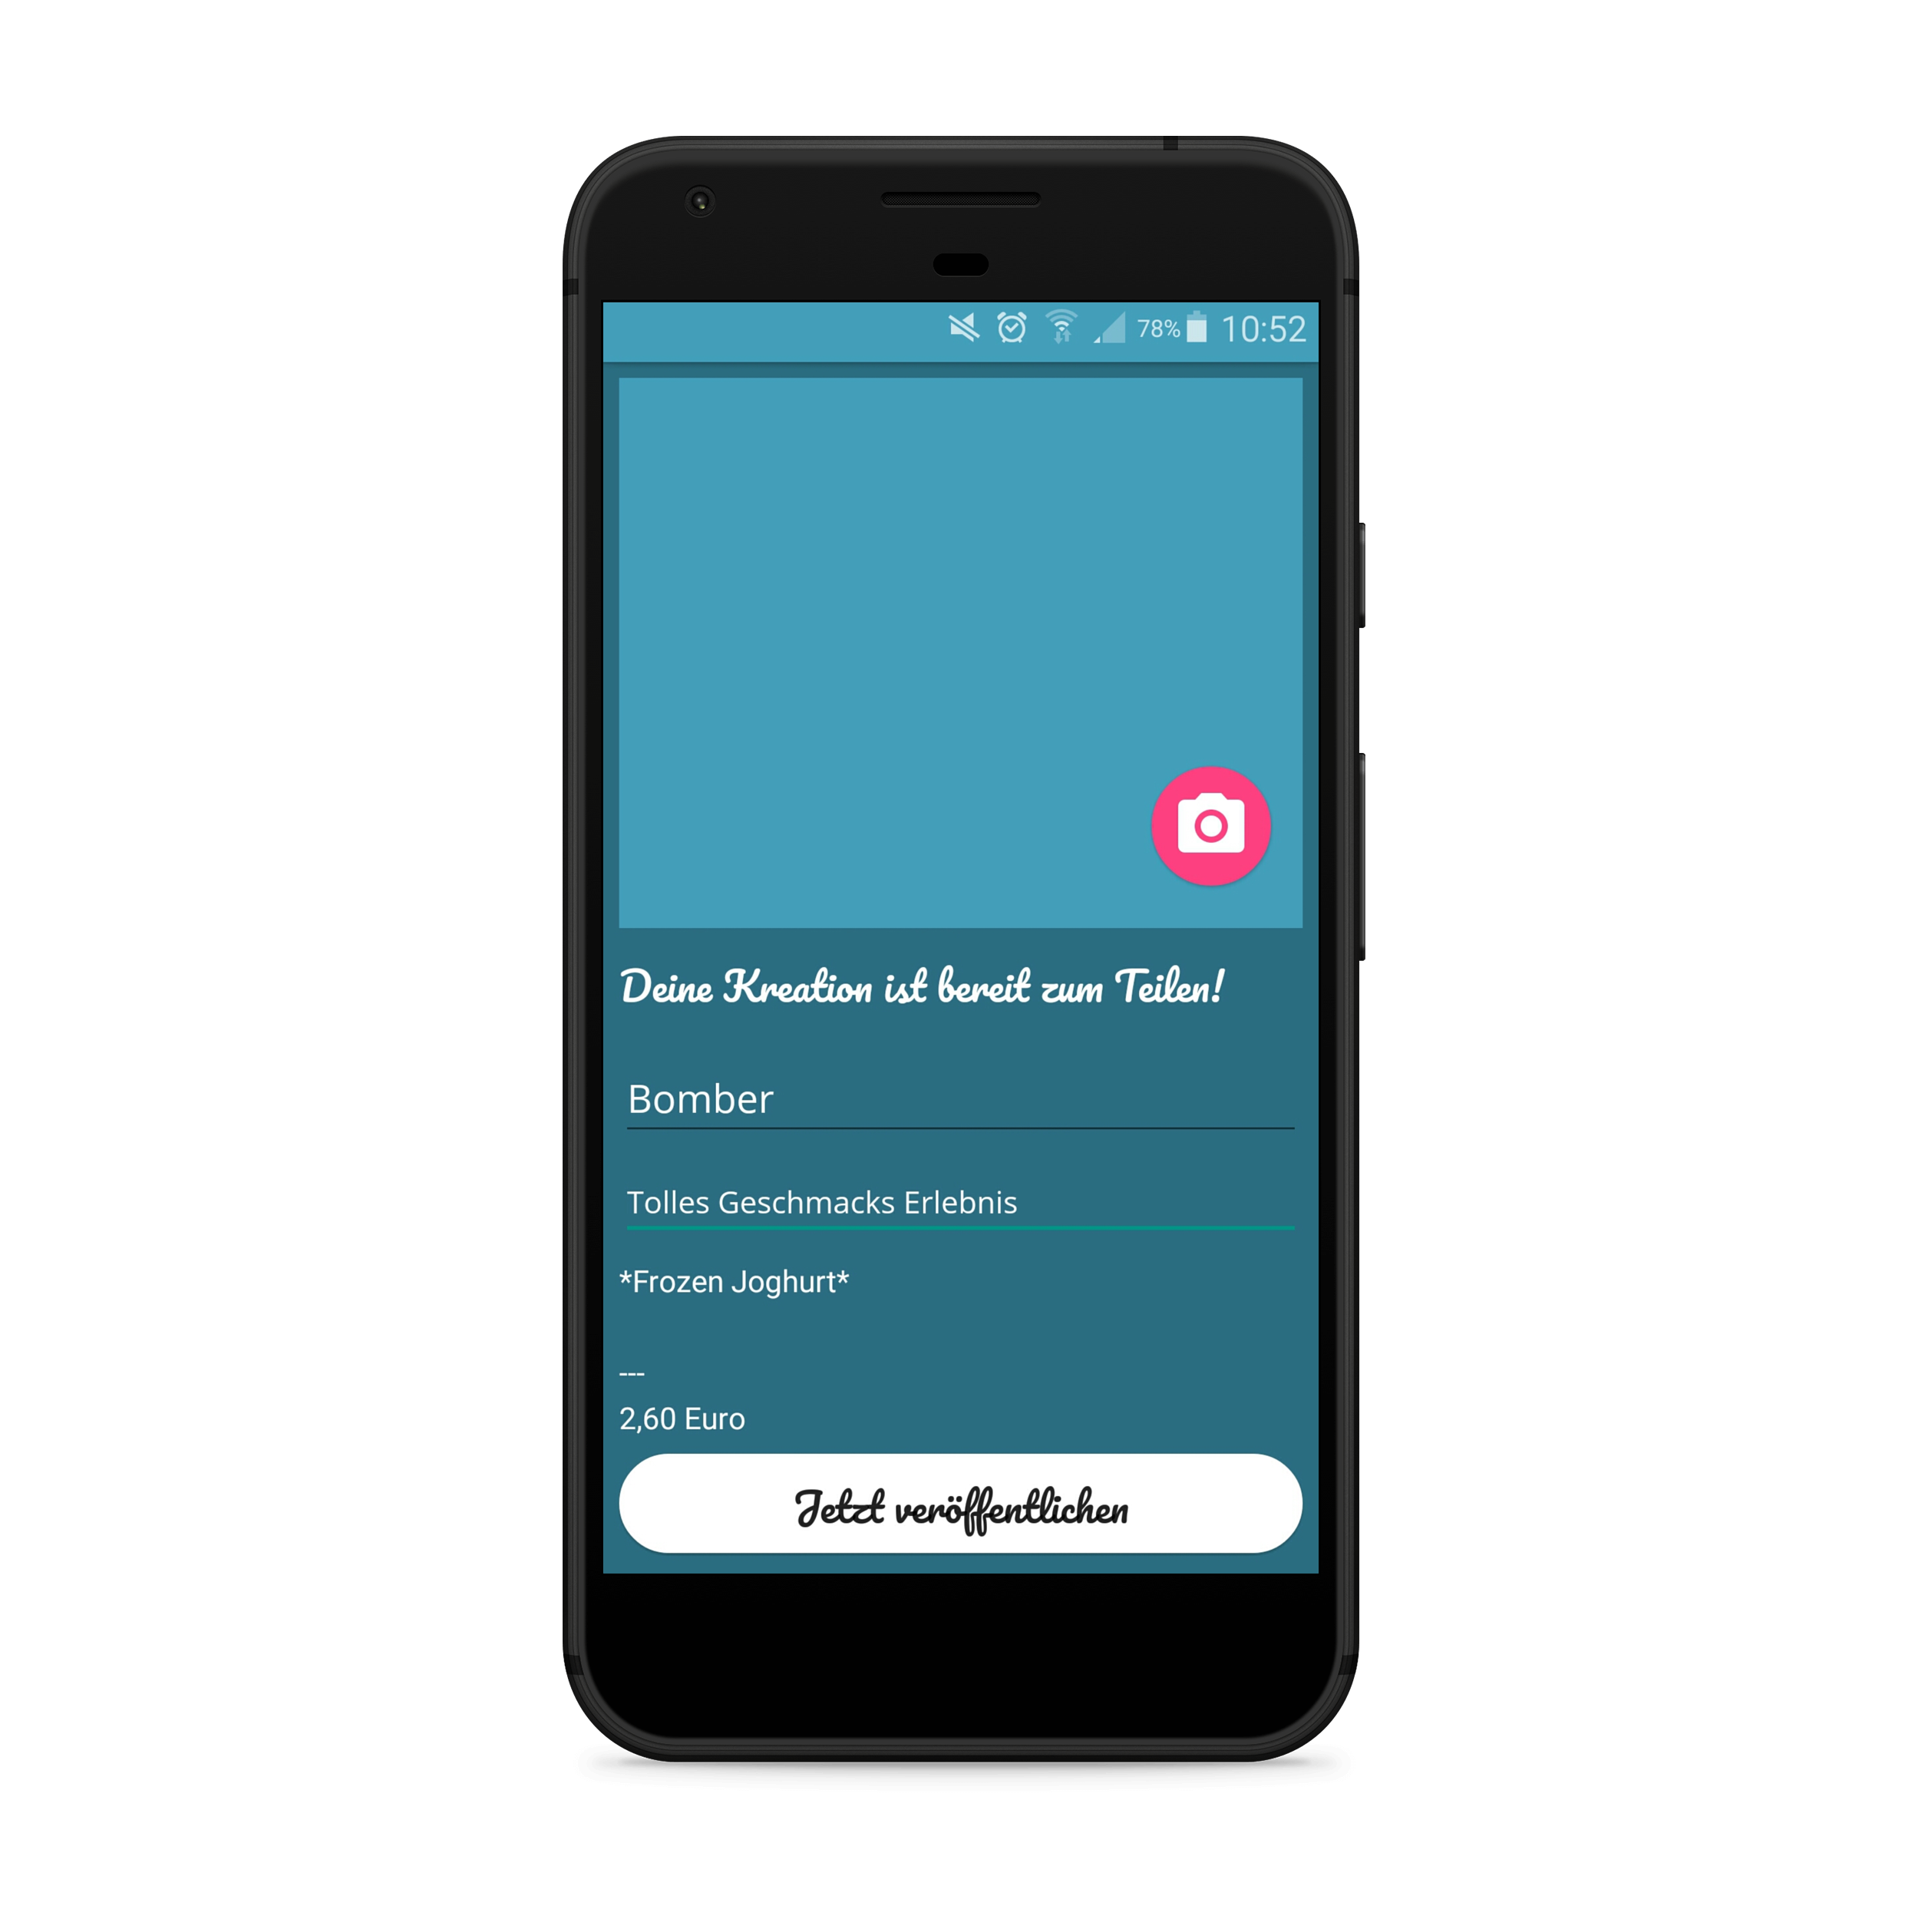 78% 10:52
Deine Kreation ist bereit zum Teilen!
Bomber
Tolles Geschmacks Erlebnis
*Frozen Joghurt*
---
2,60 Euro
Jetzt veröffentlichen